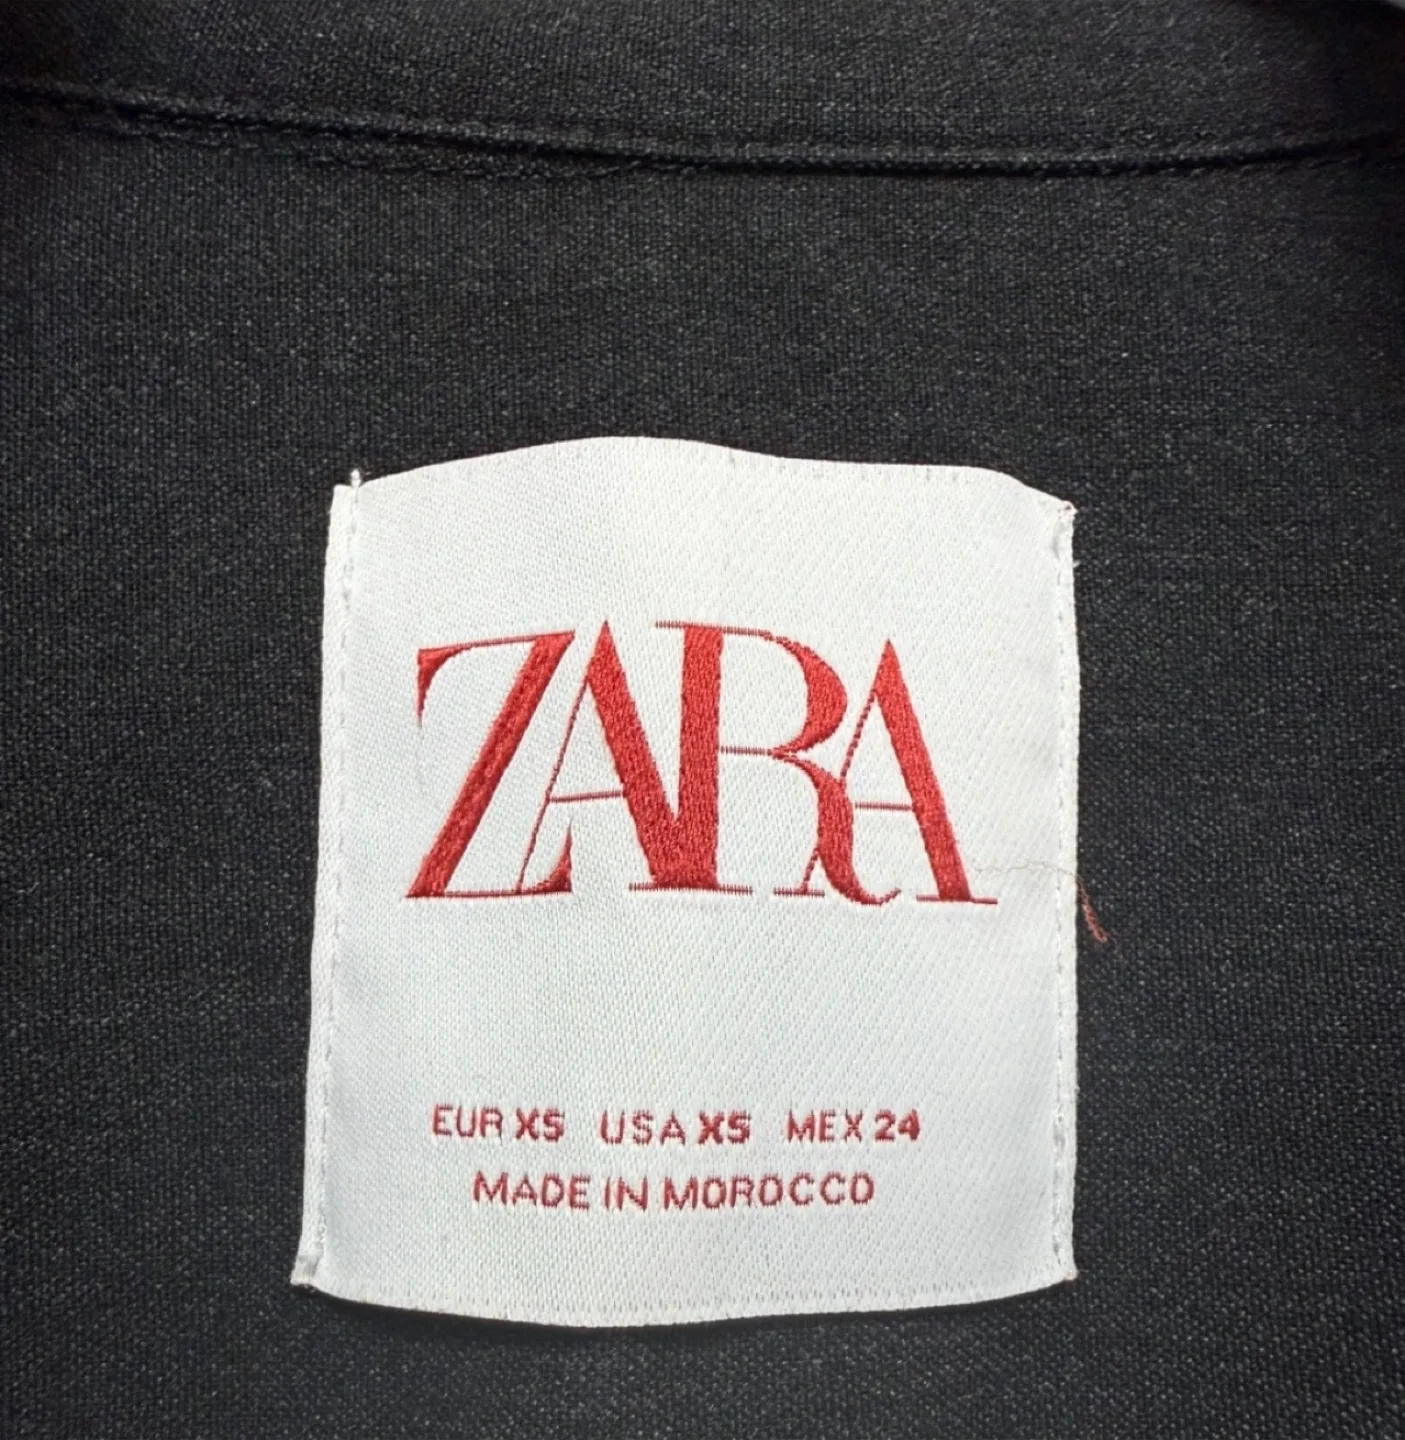 ZARA
EUR XS USA XS MEX 24
MADE IN MOROCCO